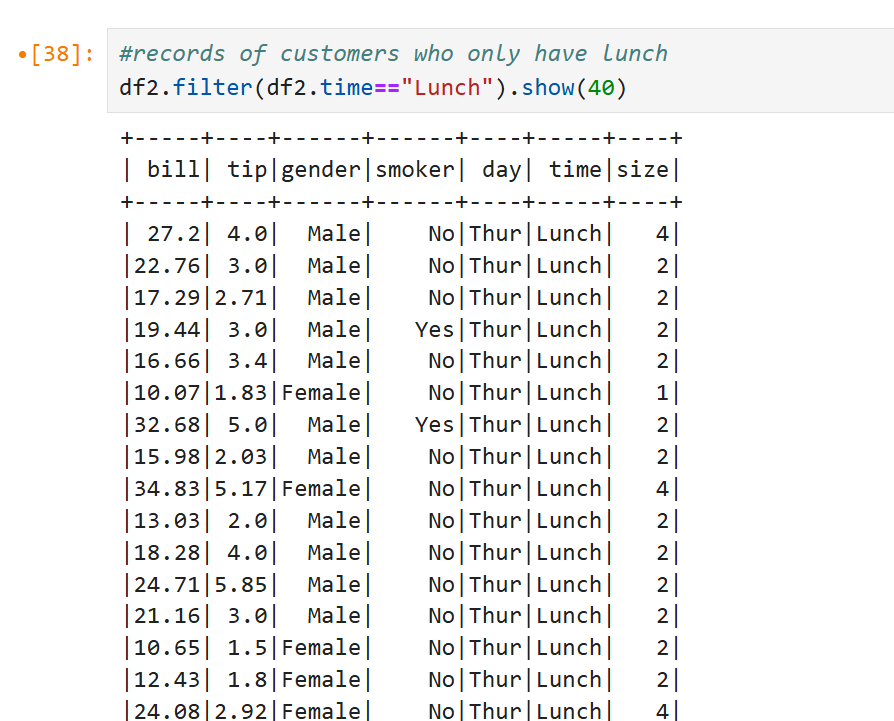 •[38]: #records of customers who only have lunch
df2.filter(df2.time=="Lunch").show(40)
+-----+----+------+------+----+-----+----+
| bill| tip|gender|smoker| day| time|size|
+-----+----+------+------+----+-----+----+
| 27.2| 4.0|  Male|    No|Thur|Lunch|   4|
|22.76| 3.0|  Male|    No|Thur|Lunch|   2|
|17.29|2.71|  Male|    No|Thur|Lunch|   2|
|19.44| 3.0|  Male|   Yes|Thur|Lunch|   2|
|16.66| 3.4|  Male|    No|Thur|Lunch|   2|
|10.07|1.83|Female|    No|Thur|Lunch|   1|
|32.68| 5.0|  Male|   Yes|Thur|Lunch|   2|
|15.98|2.03|  Male|    No|Thur|Lunch|   2|
|34.83|5.17|Female|    No|Thur|Lunch|   4|
|13.03| 2.0|  Male|    No|Thur|Lunch|   2|
|18.28| 4.0|  Male|    No|Thur|Lunch|   2|
|24.71|5.85|  Male|    No|Thur|Lunch|   2|
|21.16| 3.0|  Male|    No|Thur|Lunch|   2|
|10.65| 1.5|Female|    No|Thur|Lunch|   2|
|12.43| 1.8|Female|    No|Thur|Lunch|   2|
|24.08|2.92|Female|    No|Thur|Lunch|   4|